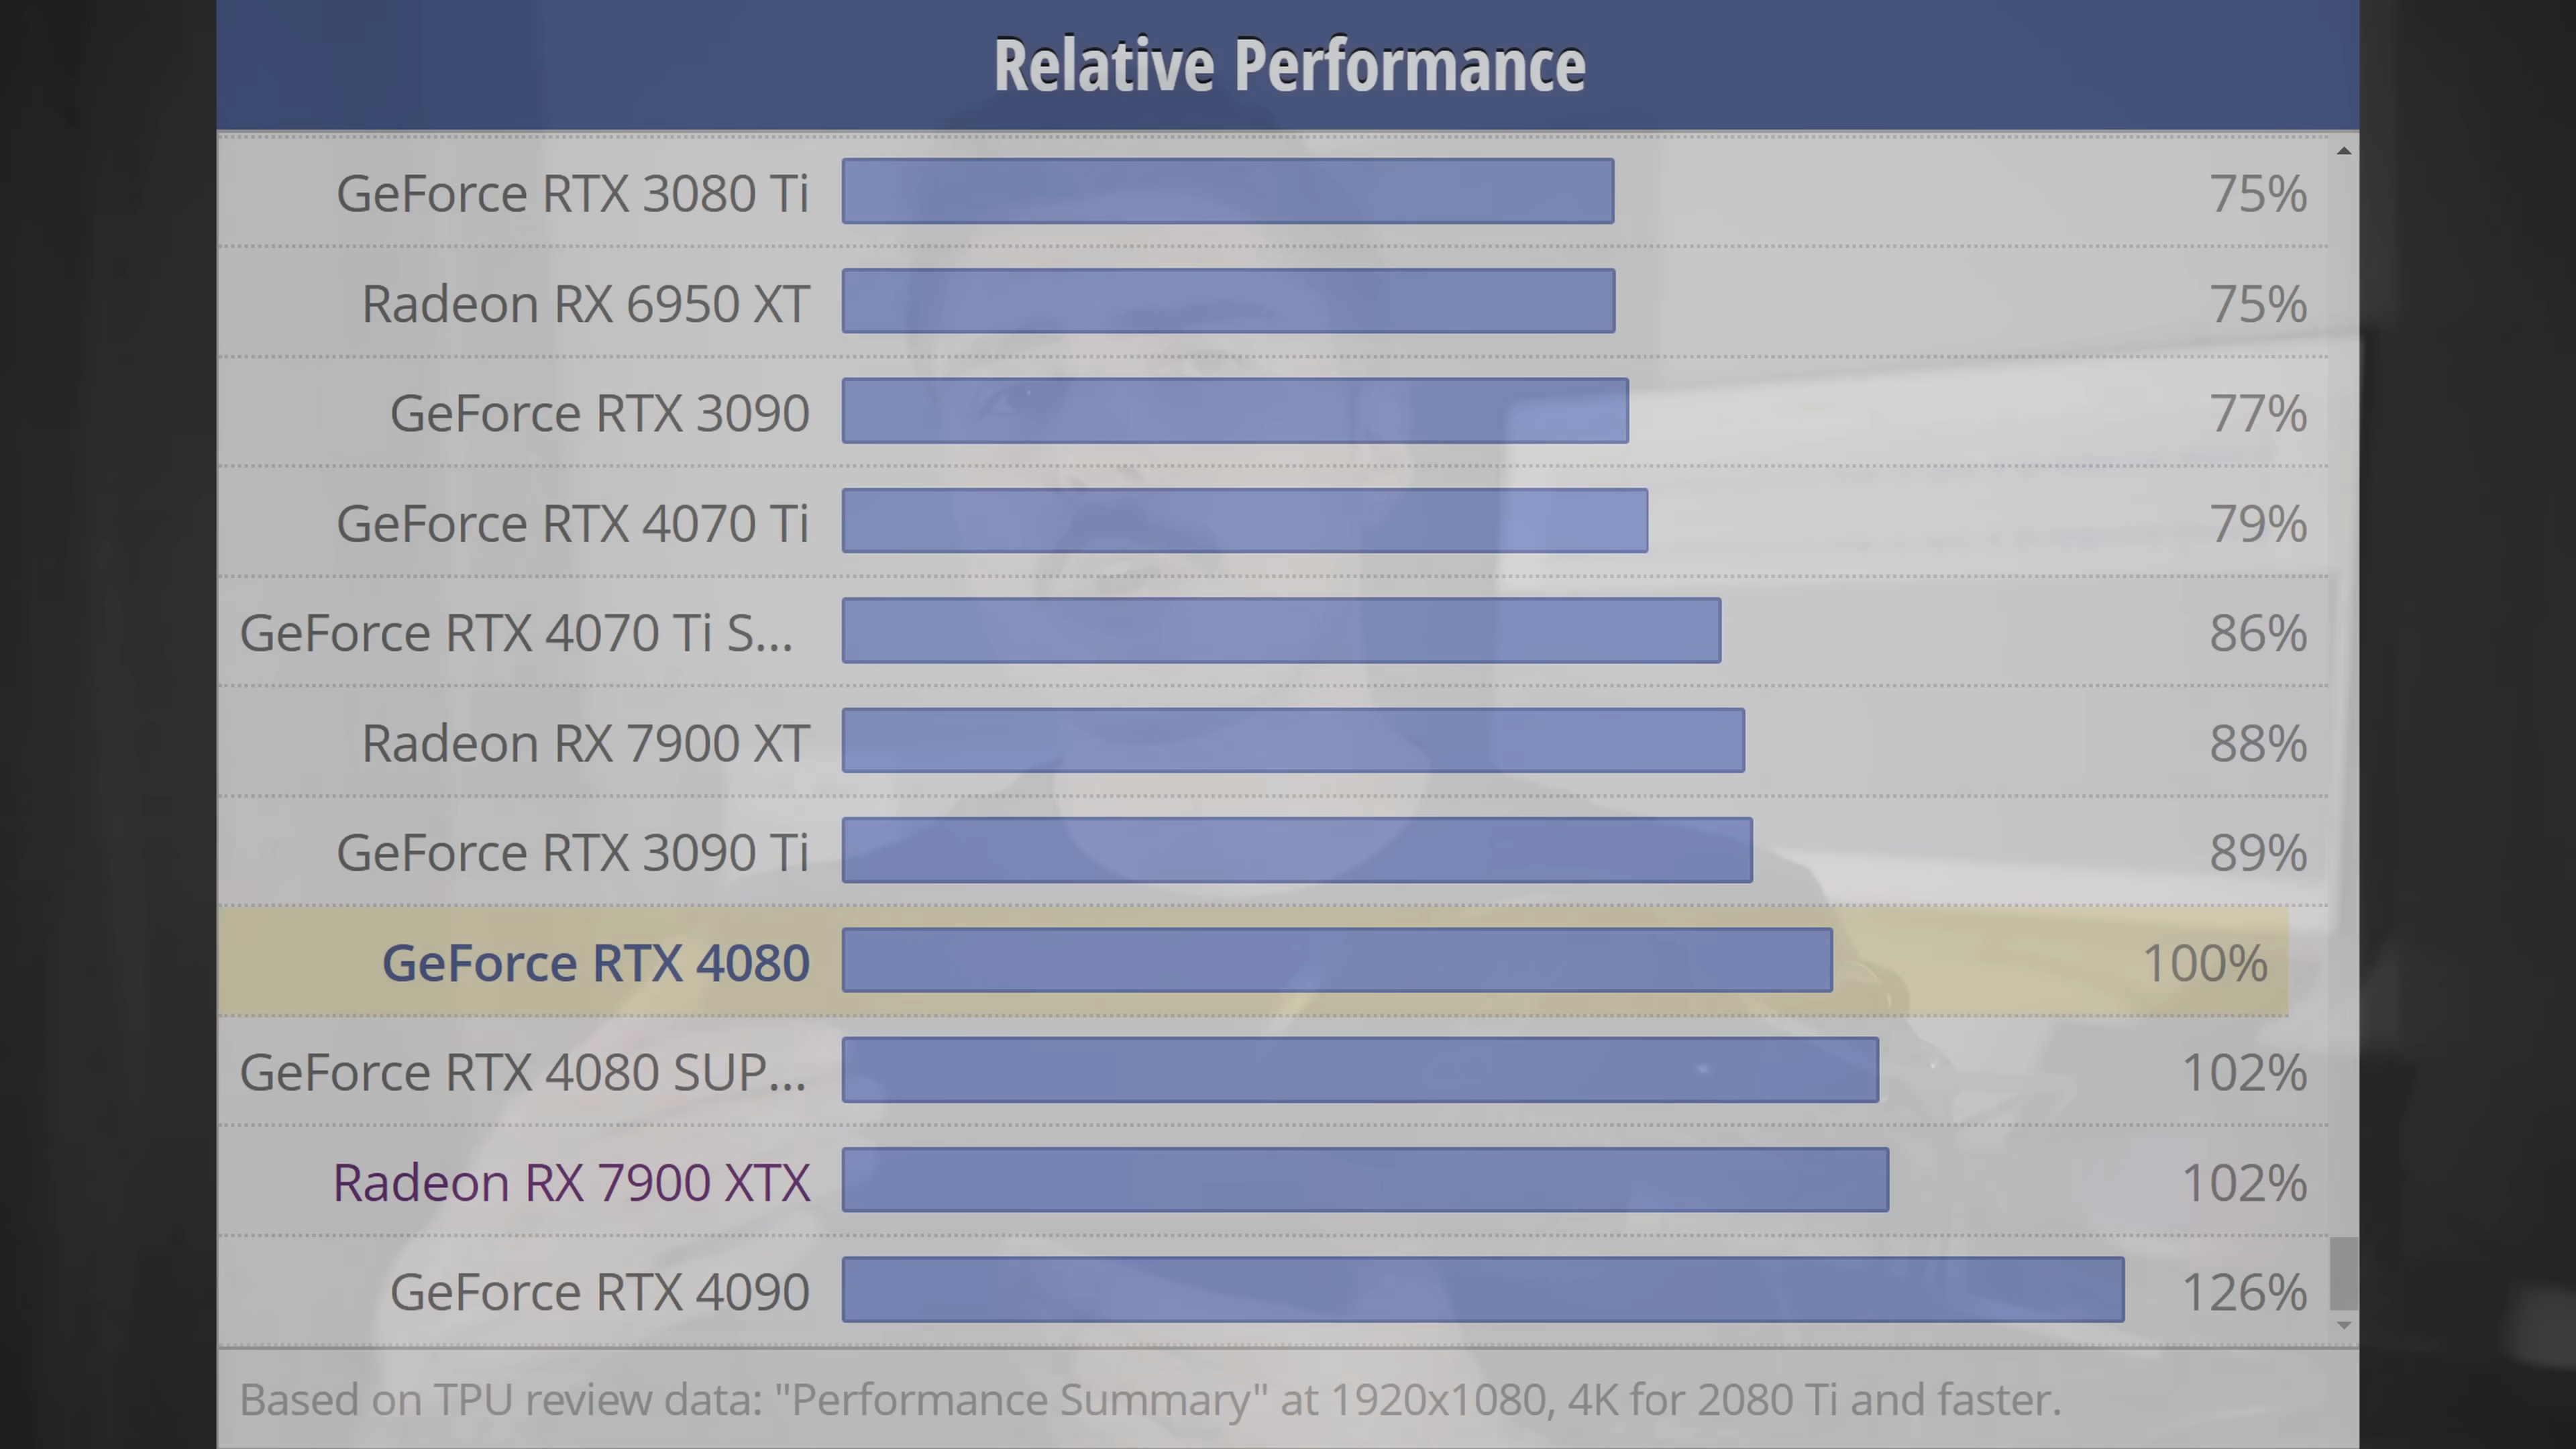 Relative Performance
GeForce RTX 3080 Ti 75%
Radeon RX 6950 XT 75%
GeForce RTX 3090 77%
GeForce RTX 4070 Ti 79%
GeForce RTX 4070 Ti S... 86%
Radeon RX 7900 XT 88%
GeForce RTX 3090 Ti 89%
GeForce RTX 4080 100%
GeForce RTX 4080 SUP... 102%
Radeon RX 7900 XTX 102%
GeForce RTX 4090 126%
Based on TPU review data: "Performance Summary" at 1920x1080, 4K for 2080 Ti and faster.